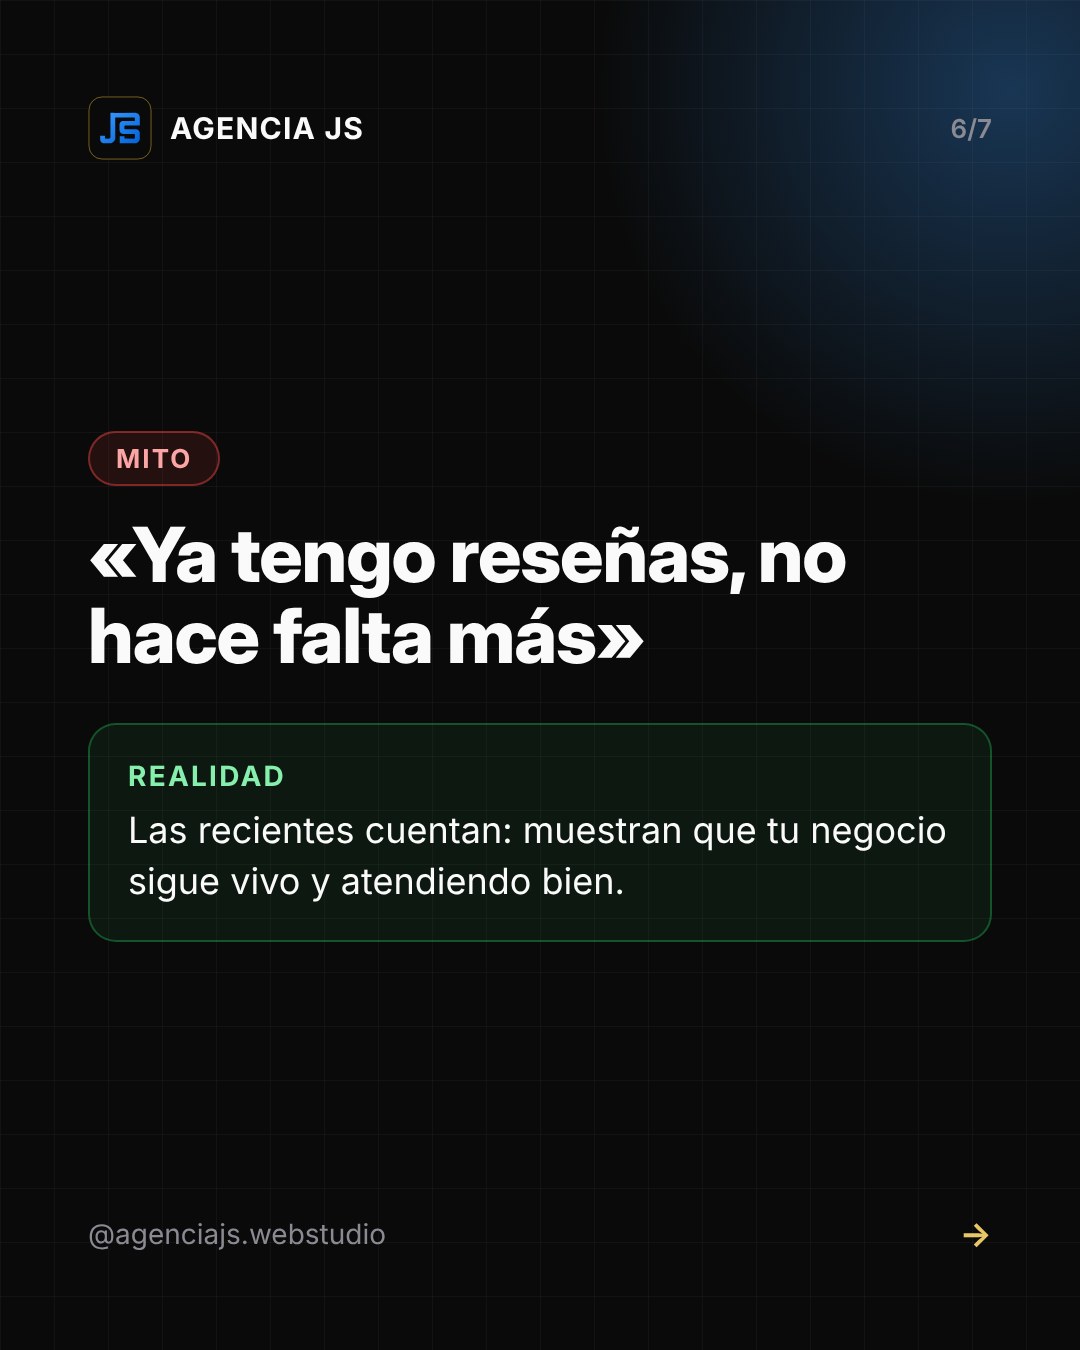 JS AGENCIA JS
6/7
MITO
«Ya tengo reseñas, no
hace falta más»
REALIDAD
Las recientes cuentan: muestran que tu negocio
sigue vivo y atendiendo bien.
@agenciajs.webstudio →